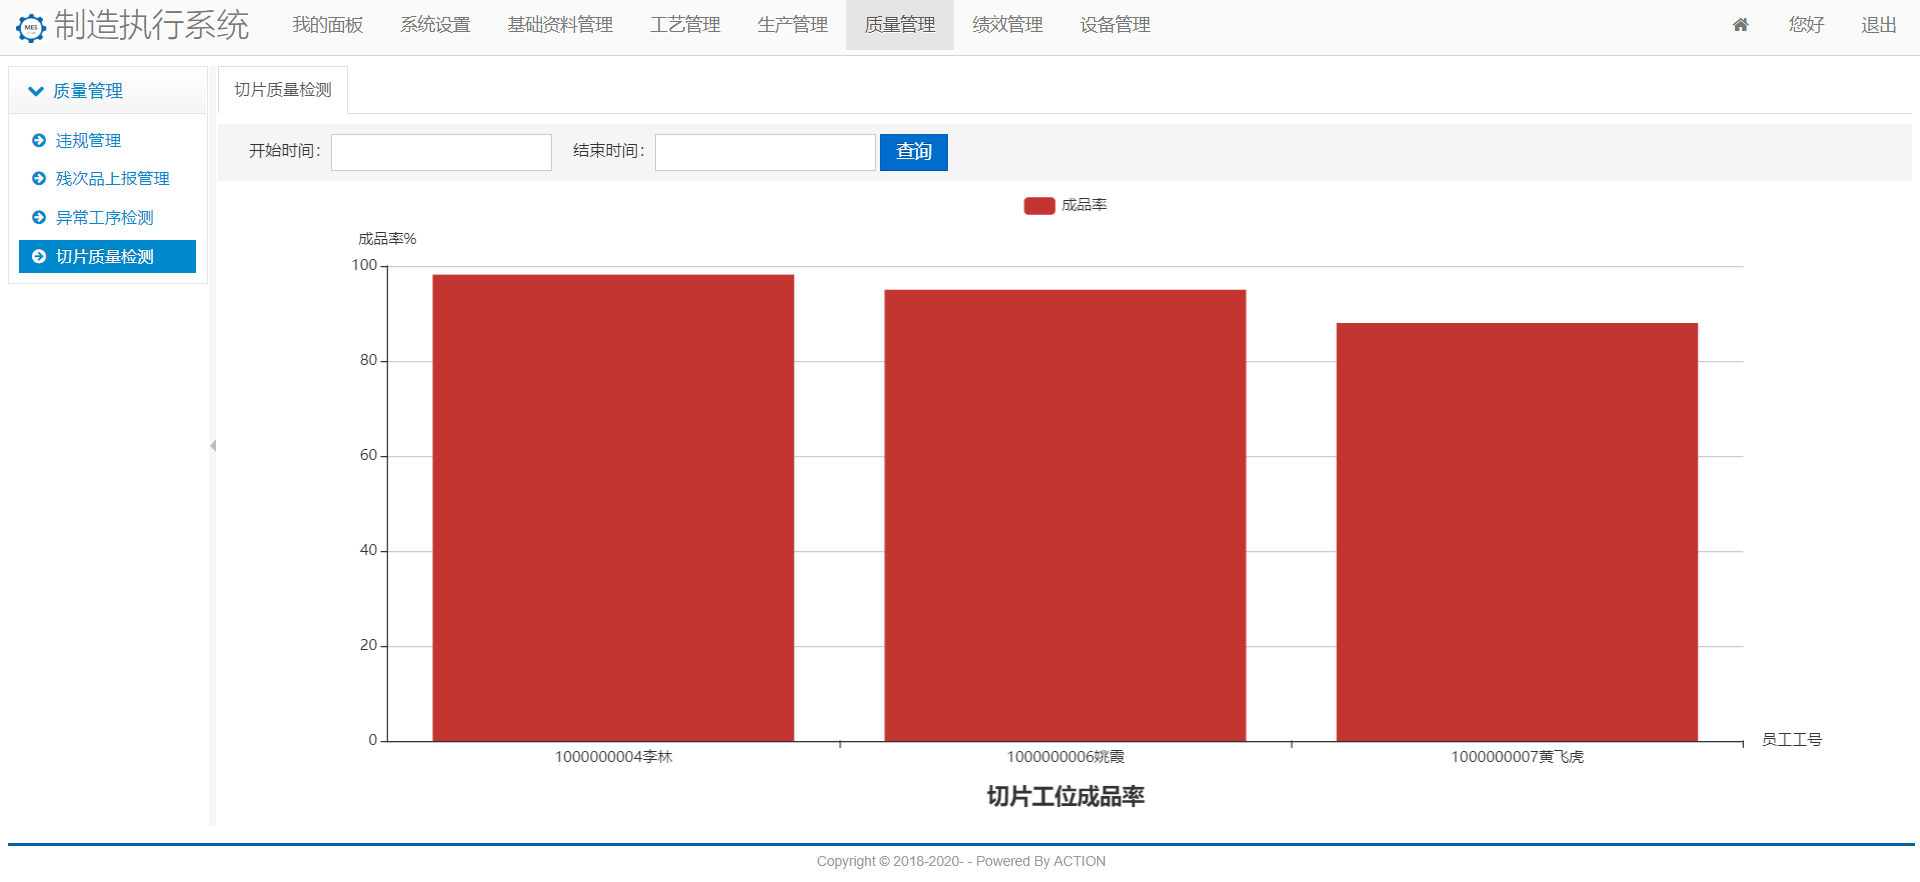 MES
制造执行系统
我的面板
系统设置
基础资料管理
工艺管理
生产管理
质量管理
绩效管理
设备管理
您好
退出
质量管理
违规管理
残次品上报管理
异常工序检测
切片质量检测
切片质量检测
开始时间：
结束时间：
查询
成品率
成品率%
100
80
60
40
20
0
1000000004李林
1000000006姚霞
1000000007黄飞虎
员工工号
切片工位成品率
Copyright © 2018-2020- - Powered By ACTION